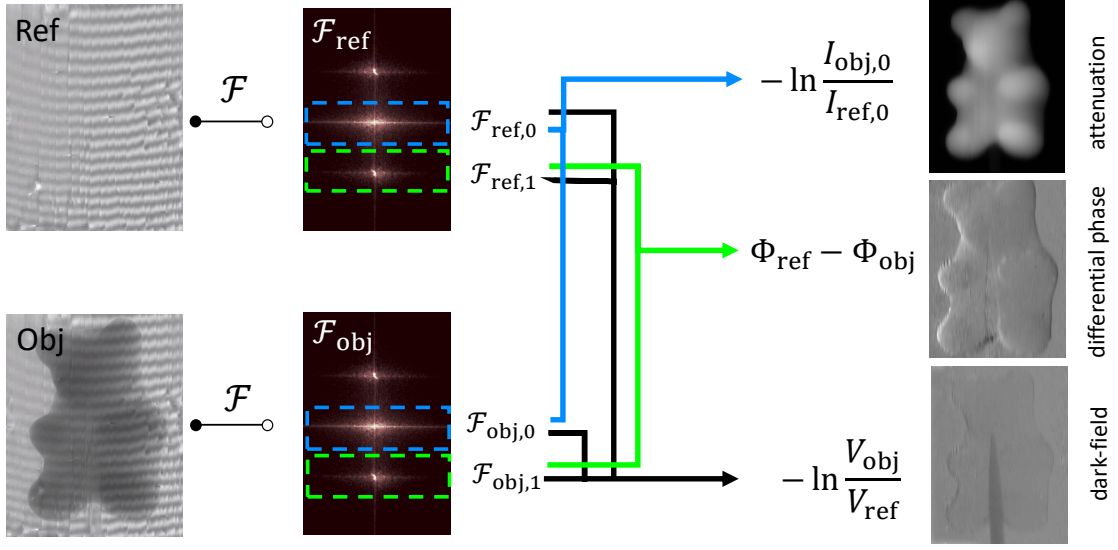 Ref
ℱ
ℱref
ℱref,0
ℱref,1
− ln Iobj,0 / Iref,0
attenuation
Φref − Φobj
differential phase
Obj
ℱ
ℱobj
ℱobj,0
ℱobj,1
− ln Vobj / Vref
dark-field